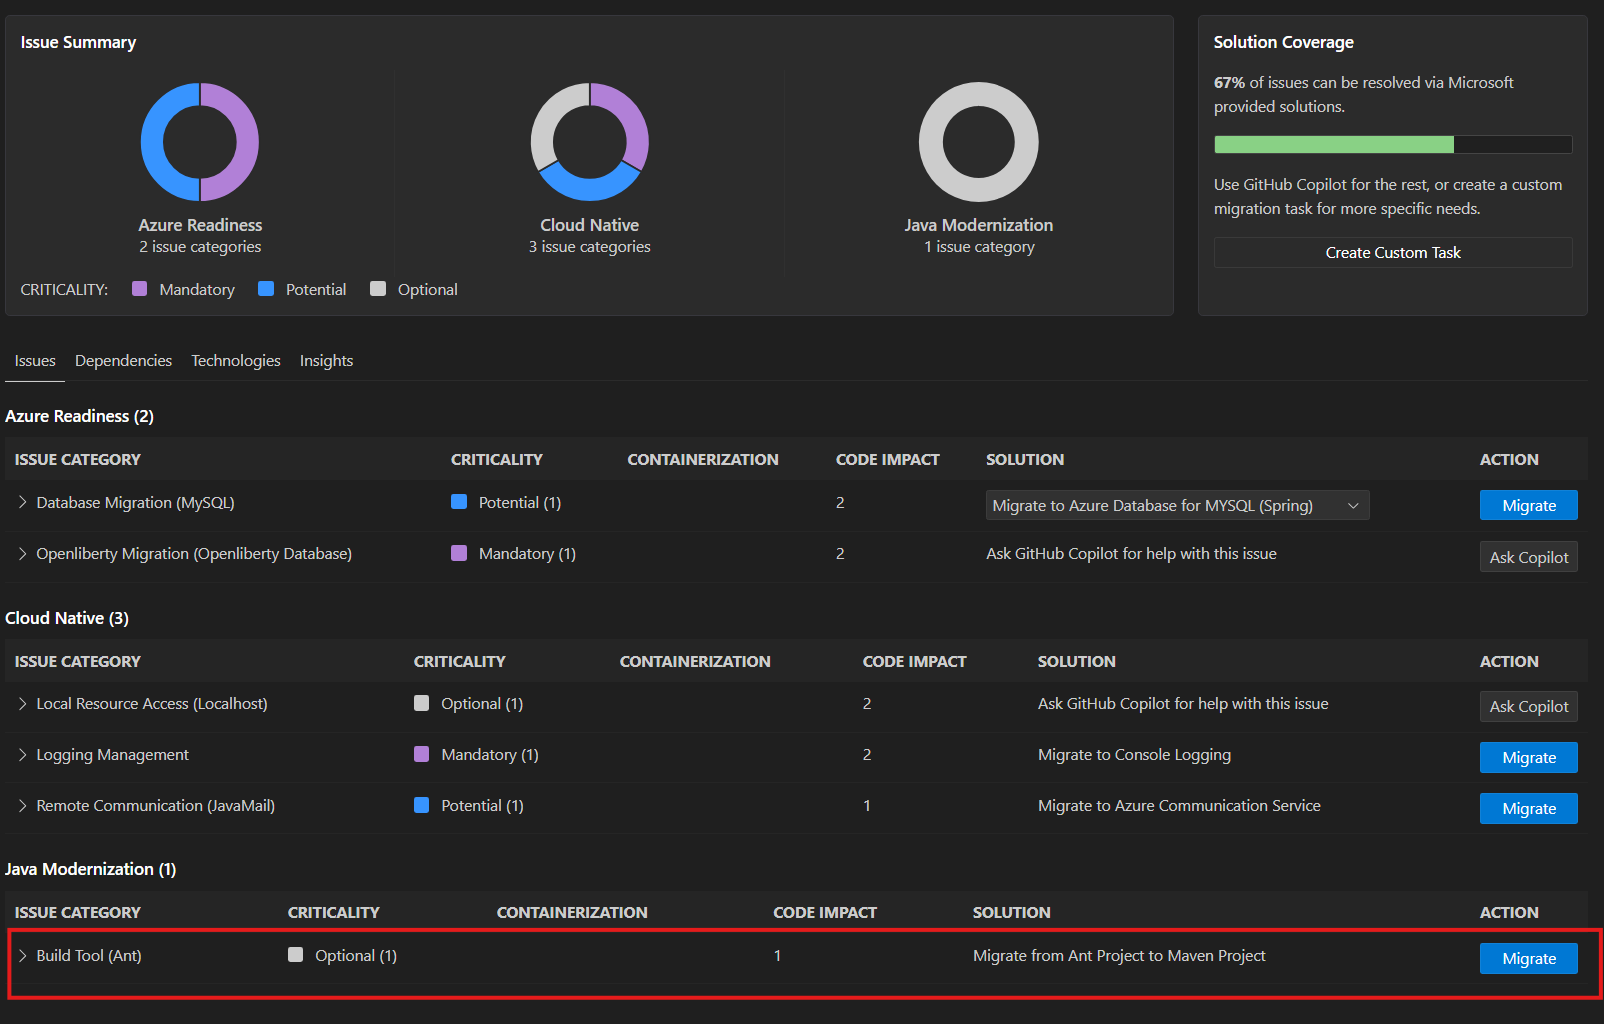 Issue Summary
Azure Readiness
2 issue categories
Cloud Native
3 issue categories
Java Modernization
1 issue category
CRITICALITY: Mandatory Potential Optional
Solution Coverage
67% of issues can be resolved via Microsoft
provided solutions.
Use GitHub Copilot for the rest, or create a custom
migration task for more specific needs.
Create Custom Task
Issues Dependencies Technologies Insights
Azure Readiness (2)
ISSUE CATEGORY CRITICALITY CONTAINERIZATION CODE IMPACT SOLUTION ACTION
Database Migration (MySQL) Potential (1) 2 Migrate to Azure Database for MYSQL (Spring) Migrate
Openliberty Migration (Openliberty Database) Mandatory (1) 2 Ask GitHub Copilot for help with this issue Ask Copilot
Cloud Native (3)
ISSUE CATEGORY CRITICALITY CONTAINERIZATION CODE IMPACT SOLUTION ACTION
Local Resource Access (Localhost) Optional (1) 2 Ask GitHub Copilot for help with this issue Ask Copilot
Logging Management Mandatory (1) 2 Migrate to Console Logging Migrate
Remote Communication (JavaMail) Potential (1) 1 Migrate to Azure Communication Service Migrate
Java Modernization (1)
ISSUE CATEGORY CRITICALITY CONTAINERIZATION CODE IMPACT SOLUTION ACTION
Build Tool (Ant) Optional (1) 1 Migrate from Ant Project to Maven Project Migrate